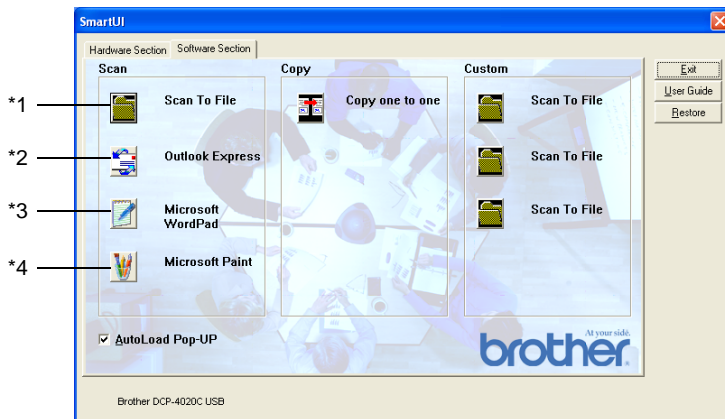 SmartUI
Hardware Section
Software Section
Scan
Copy
Custom
Exit
User Guide
Restore
*1
Scan To File
Copy one to one
Scan To File
*2
Outlook Express
Scan To File
*3
Microsoft
WordPad
Scan To File
*4
Microsoft Paint
AutoLoad Pop-UP
At your side.
brother
Brother DCP-4020C USB